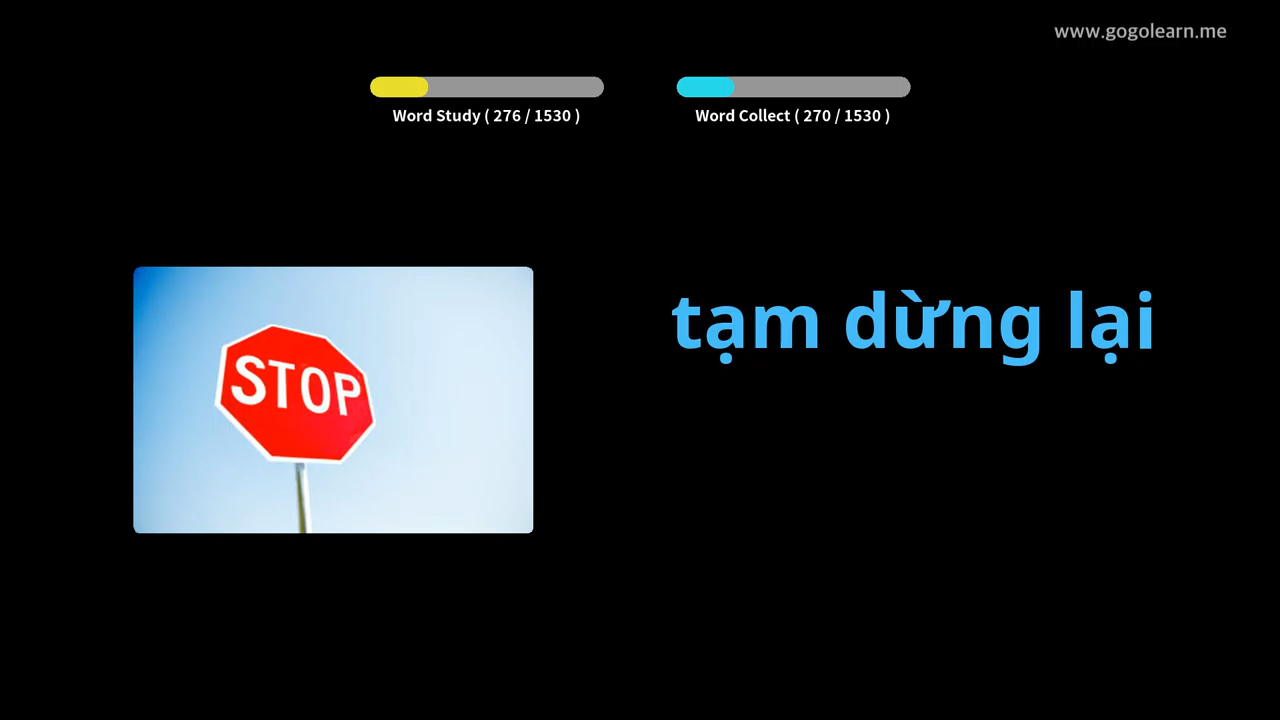 www.gogolearn.me
Word Study ( 276 / 1530 )
Word Collect ( 270 / 1530 )
STOP
tạm dừng lại